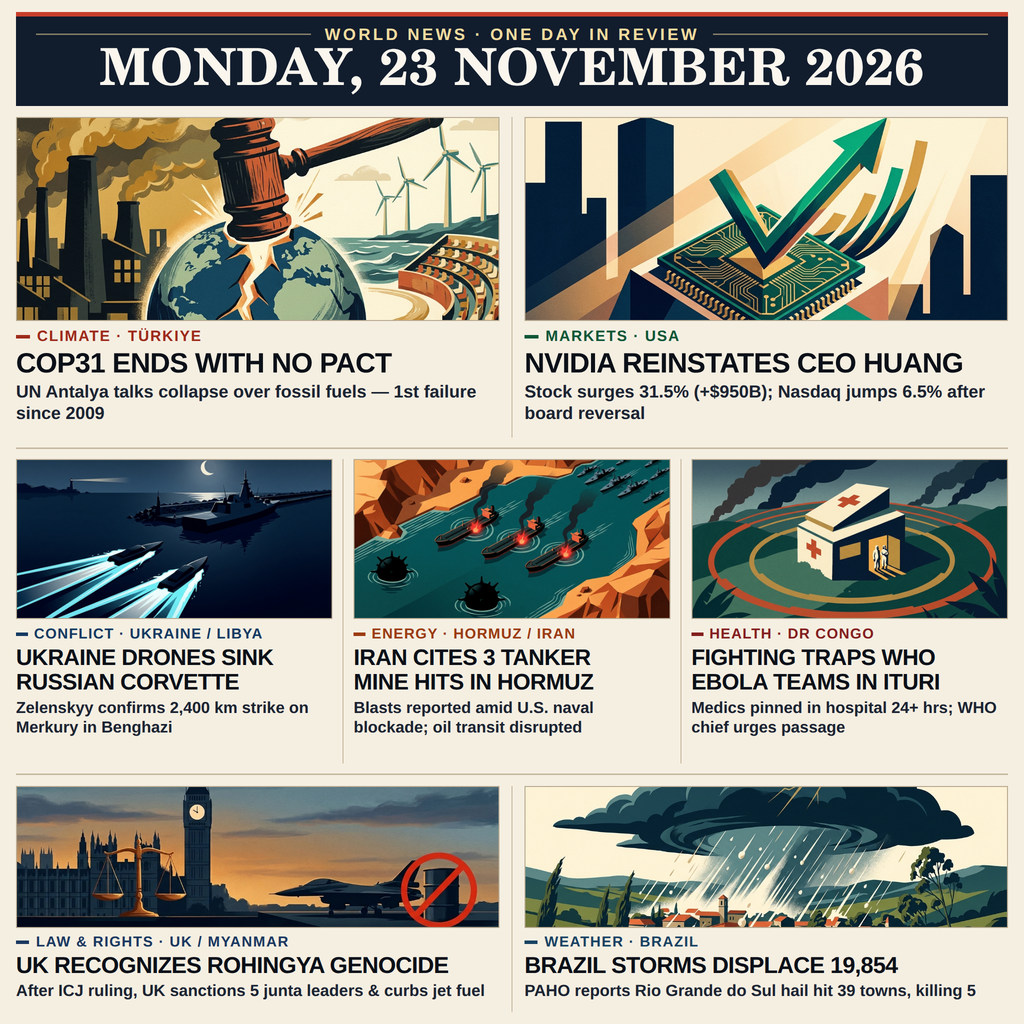 WORLD NEWS · ONE DAY IN REVIEW
MONDAY, 23 NOVEMBER 2026
CLIMATE · TÜRKIYE
COP31 ENDS WITH NO PACT
UN Antalya talks collapse over fossil fuels — 1st failure
since 2009
MARKETS · USA
NVIDIA REINSTATES CEO HUANG
Stock surges 31.5% (+$950B); Nasdaq jumps 6.5% after
board reversal
CONFLICT · UKRAINE / LIBYA
UKRAINE DRONES SINK
RUSSIAN CORVETTE
Zelenskyy confirms 2,400 km strike on
Merkury in Benghazi
ENERGY · HORMUZ / IRAN
IRAN CITES 3 TANKER
MINE HITS IN HORMUZ
Blasts reported amid U.S. naval
blockade; oil transit disrupted
HEALTH · DR CONGO
FIGHTING TRAPS WHO
EBOLA TEAMS IN ITURI
Medics pinned in hospital 24+ hrs; WHO
chief urges passage
LAW & RIGHTS · UK / MYANMAR
UK RECOGNIZES ROHINGYA GENOCIDE
After ICJ ruling, UK sanctions 5 junta leaders & curbs jet fuel
WEATHER · BRAZIL
BRAZIL STORMS DISPLACE 19,854
PAHO reports Rio Grande do Sul hail hit 39 towns, killing 5